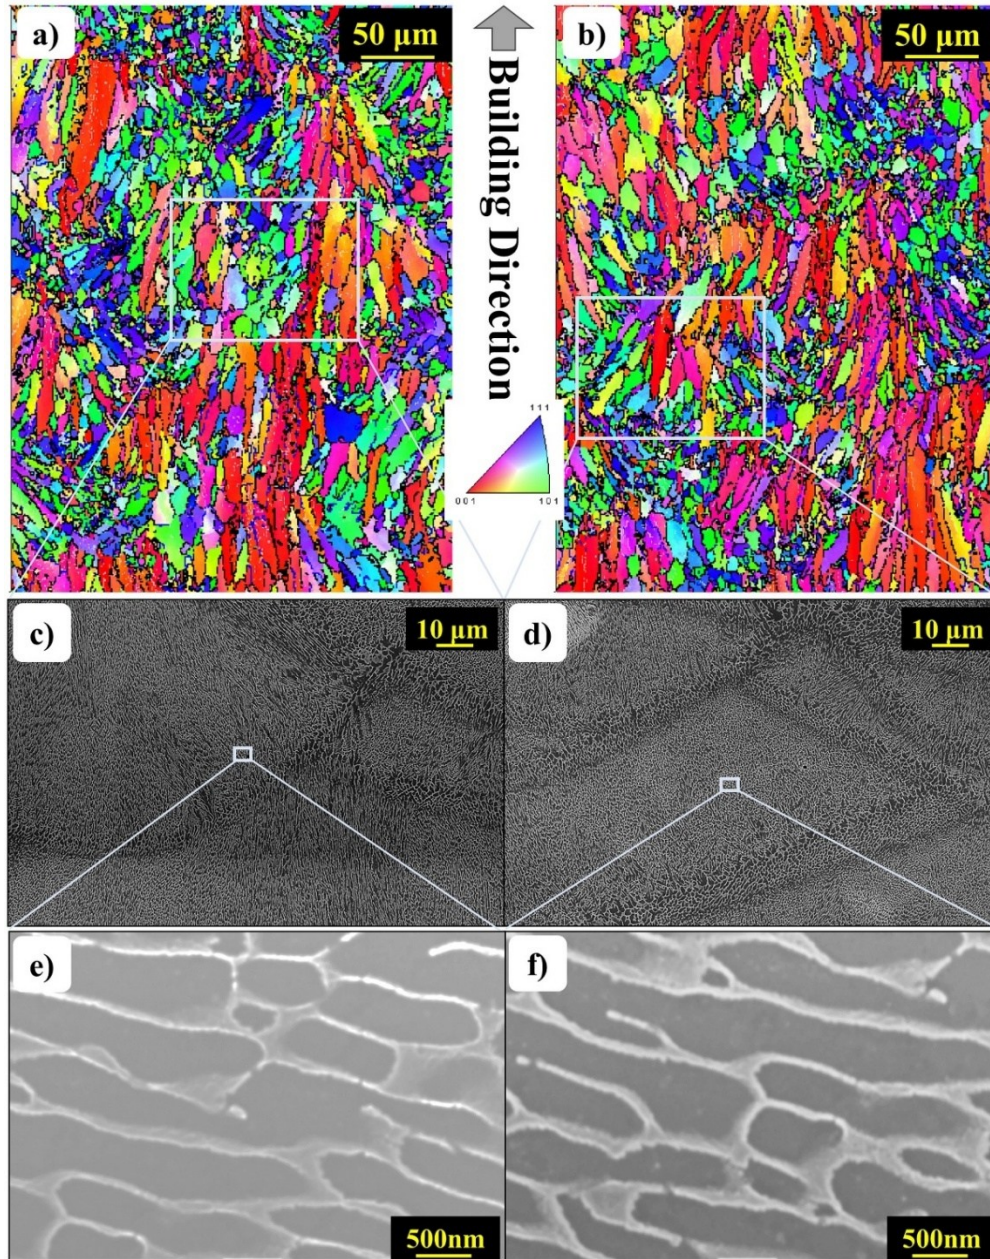 a)
50 µm
Building Direction
b)
50 µm
111
001
101
c)
10 µm
d)
10 µm
e)
500nm
f)
500nm